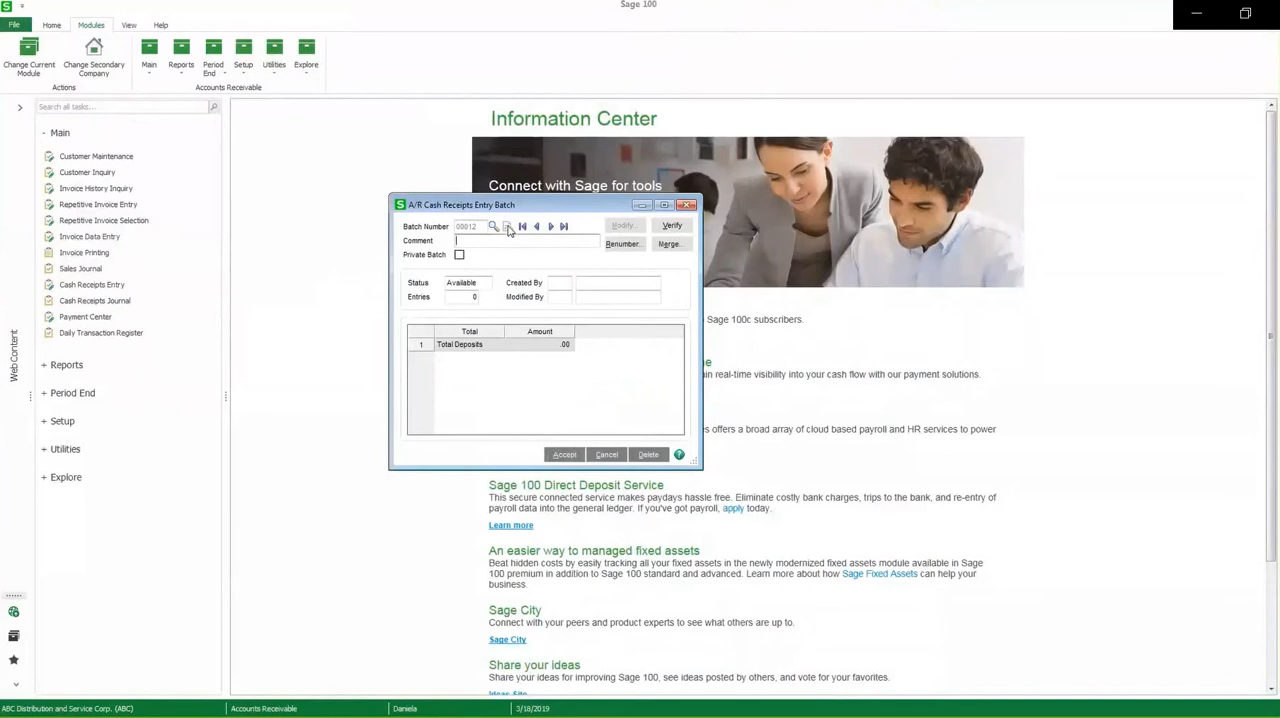 Sage 100
File Home Modules View Help
Change Current Module
Change Secondary Company
Main
Reports
Period End
Setup
Utilities
Explore
Actions
Accounts Receivable
Search all tasks...
- Main
Customer Maintenance
Customer Inquiry
Invoice History Inquiry
Repetitive Invoice Entry
Repetitive Invoice Selection
Invoice Data Entry
Invoice Printing
Sales Journal
Cash Receipts Entry
Cash Receipts Journal
Payment Center
Daily Transaction Register
+ Reports
+ Period End
+ Setup
+ Utilities
+ Explore
Web Content
Information Center
Connect with Sage for tools
S A/R Cash Receipts Entry Batch
Batch Number 00012 Modify... Verify
Comment Renumber... Merge...
Private Batch
Status Available Created By
Entries 0 Modified By
Total Amount
1 Total Deposits .00
Accept Cancel Delete ?
Sage 100c subscribers.
ne
in real-time visibility into your cash flow with our payment solutions.
es offers a broad array of cloud based payroll and HR services to power
Sage 100 Direct Deposit Service
This secure connected service makes paydays hassle free. Eliminate costly bank charges, trips to the bank, and re-entry of
payroll data into the general ledger. If you've got payroll, apply today.
Learn more
An easier way to managed fixed assets
Beat hidden costs by easily tracking all your fixed assets in the newly modernized fixed assets module available in Sage
100 premium in addition to Sage 100 standard and advanced. Learn more about how Sage Fixed Assets can help your
business.
Sage City
Connect with your peers and product experts to see what others are up to.
Sage City
Share your ideas
Share your ideas for improving Sage 100, see ideas posted by others, and vote for your favorites.
Ideas Site
ABC Distribution and Service Corp. (ABC) Accounts Receivable Daniela 3/18/2019